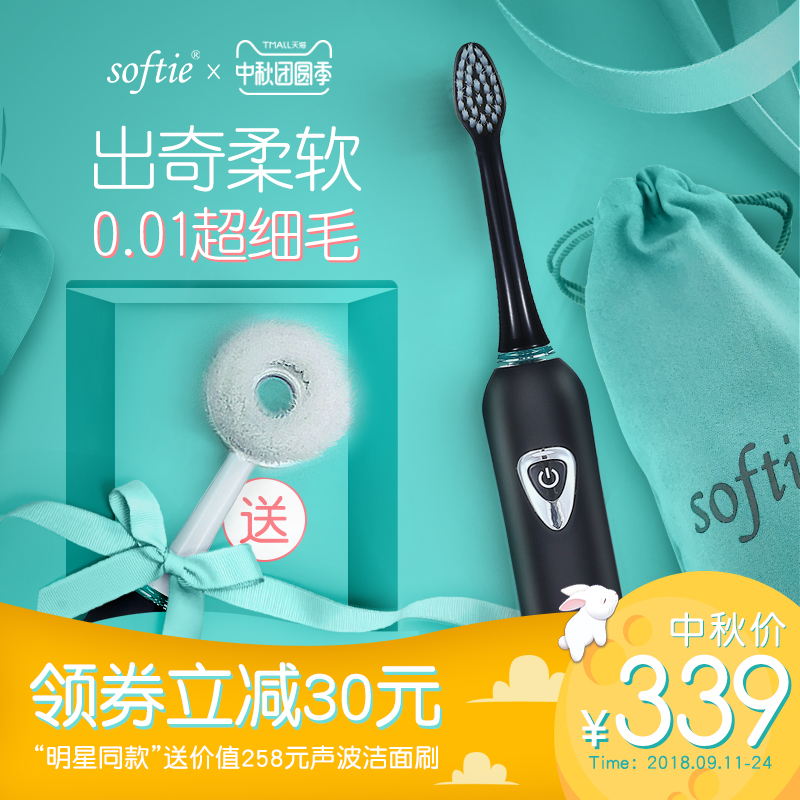 softie® × TMALL天猫
中秋团圆季
出奇柔软
0.01超细毛
softie
送
中秋价
领券立减30元
¥339
“明星同款”送价值258元声波洁面刷
Time: 2018.09.11-24